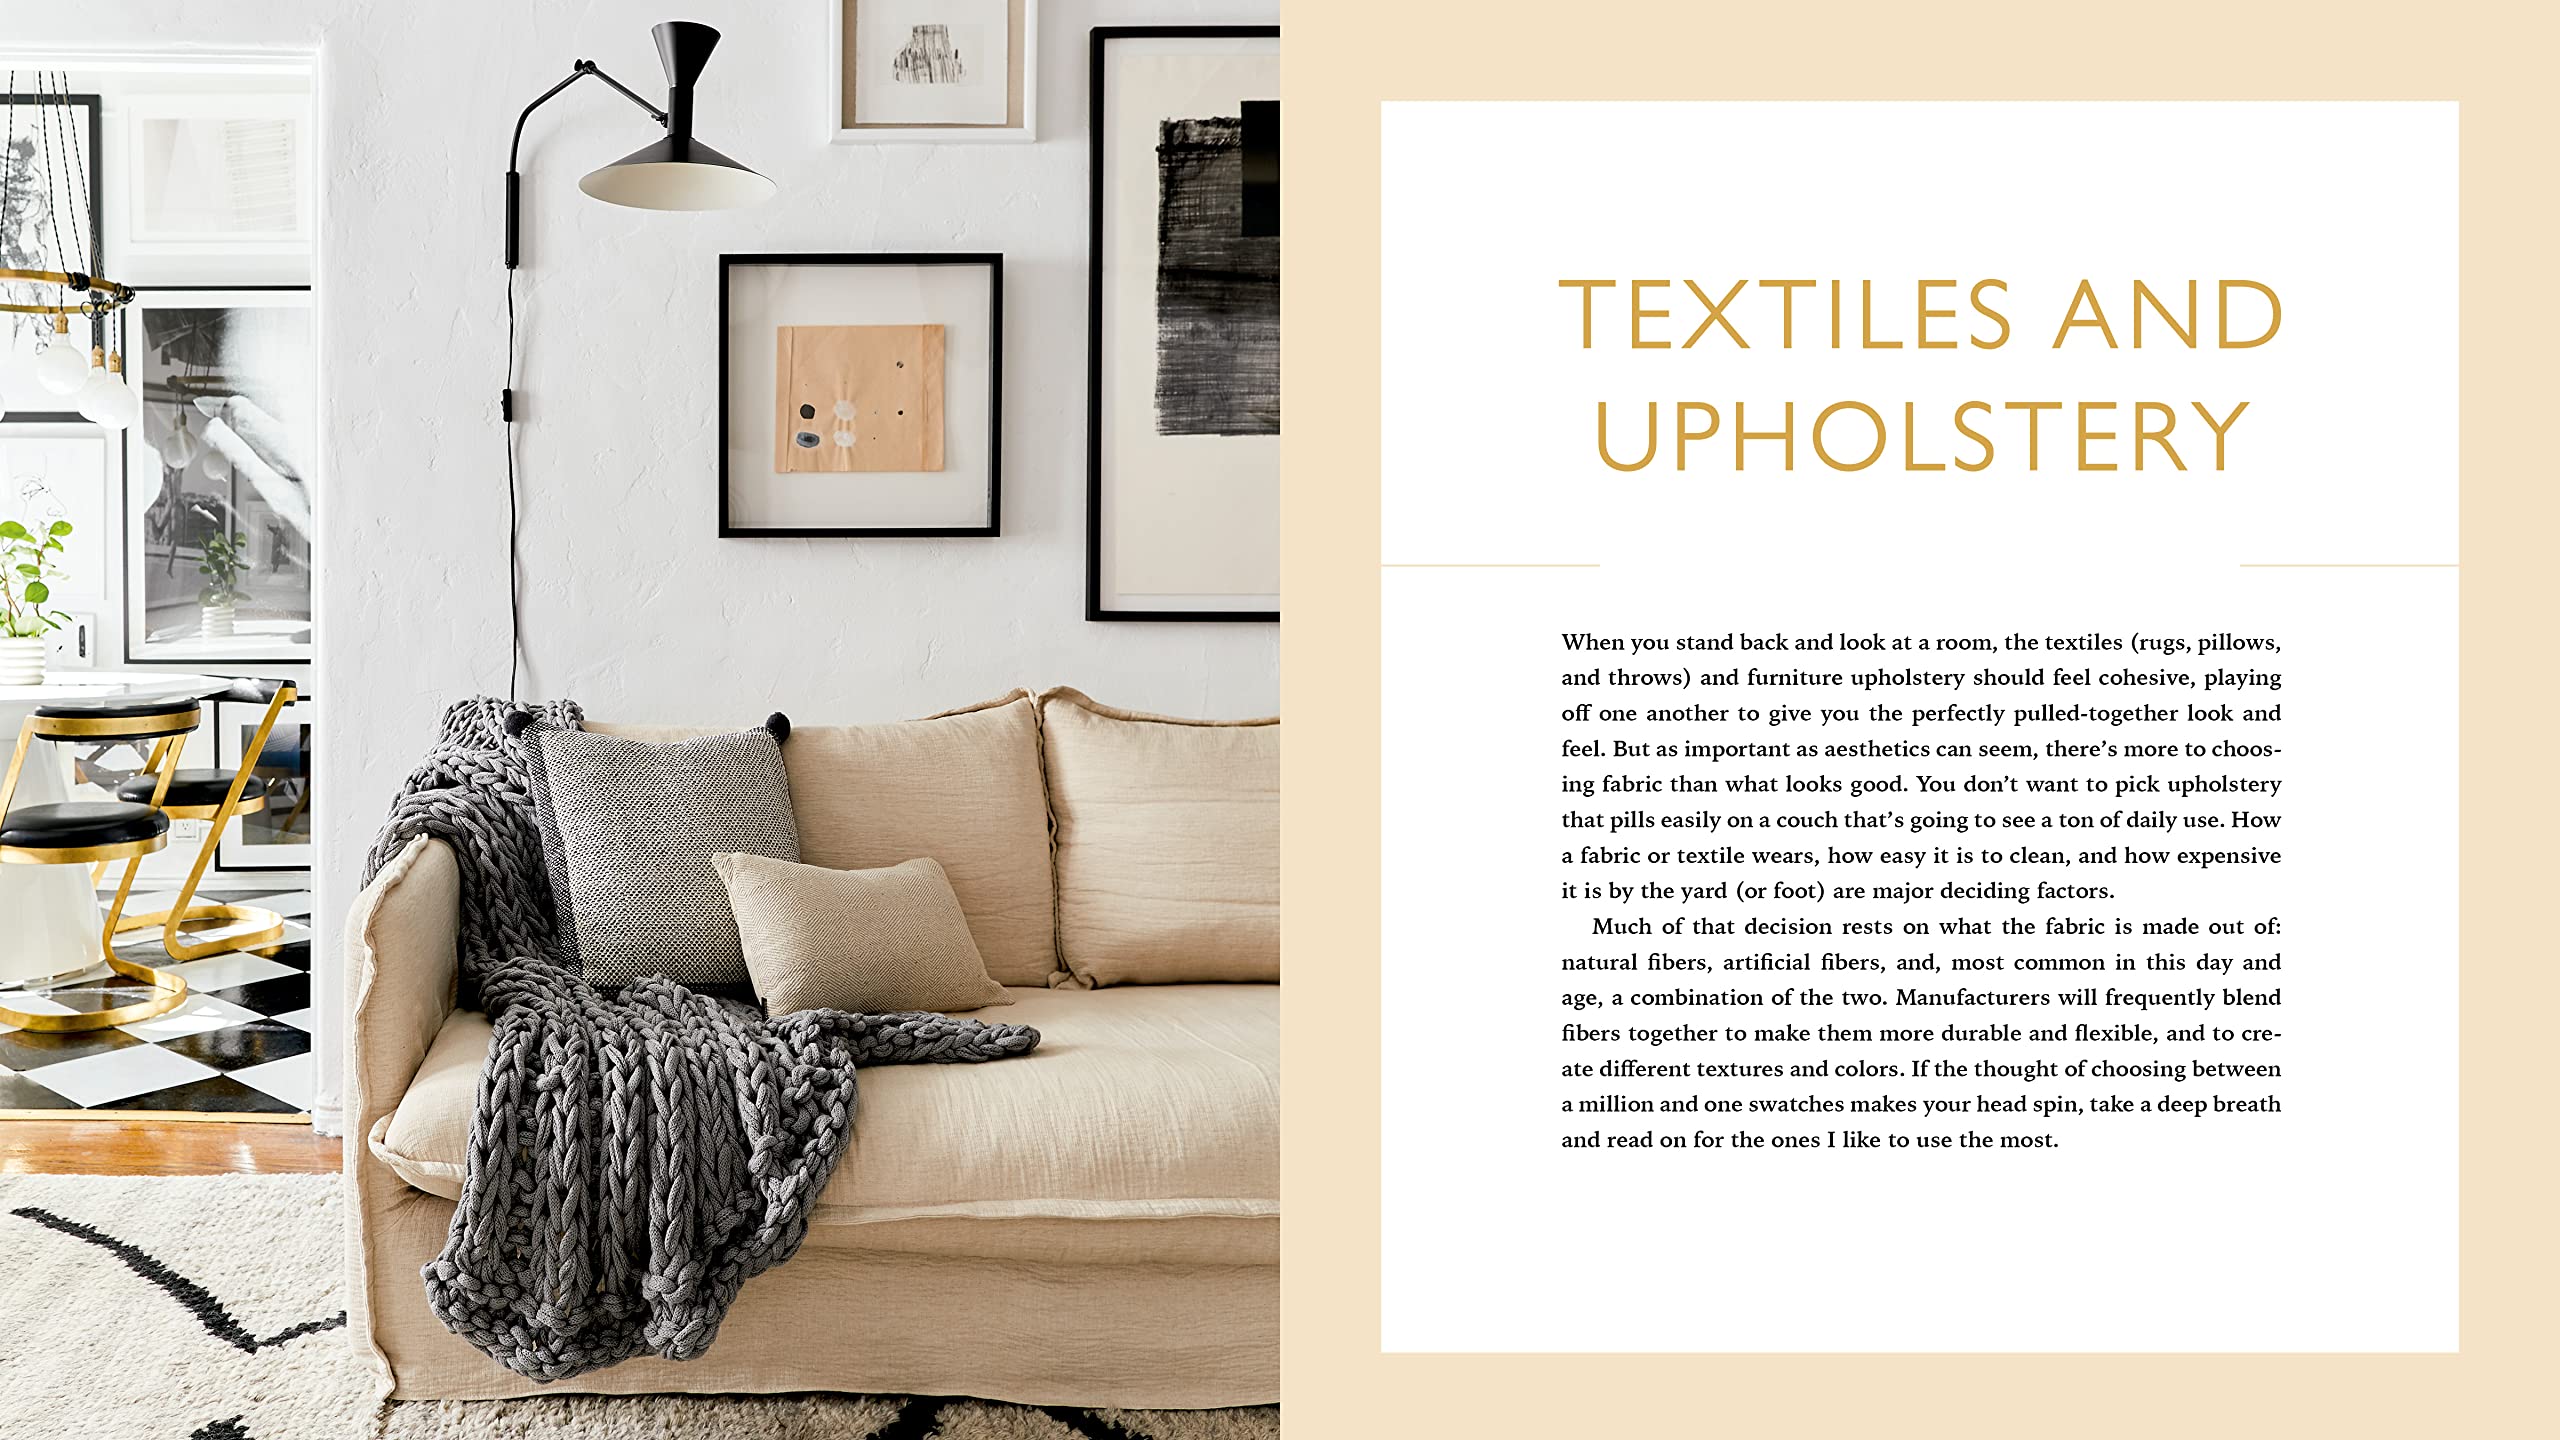 TEXTILES AND
UPHOLSTERY
When you stand back and look at a room, the textiles (rugs, pillows,
and throws) and furniture upholstery should feel cohesive, playing
off one another to give you the perfectly pulled-together look and
feel. But as important as aesthetics can seem, there’s more to choos-
ing fabric than what looks good. You don’t want to pick upholstery
that pills easily on a couch that’s going to see a ton of daily use. How
a fabric or textile wears, how easy it is to clean, and how expensive
it is by the yard (or foot) are major deciding factors.
Much of that decision rests on what the fabric is made out of:
natural fibers, artificial fibers, and, most common in this day and
age, a combination of the two. Manufacturers will frequently blend
fibers together to make them more durable and flexible, and to cre-
ate different textures and colors. If the thought of choosing between
a million and one swatches makes your head spin, take a deep breath
and read on for the ones I like to use the most.